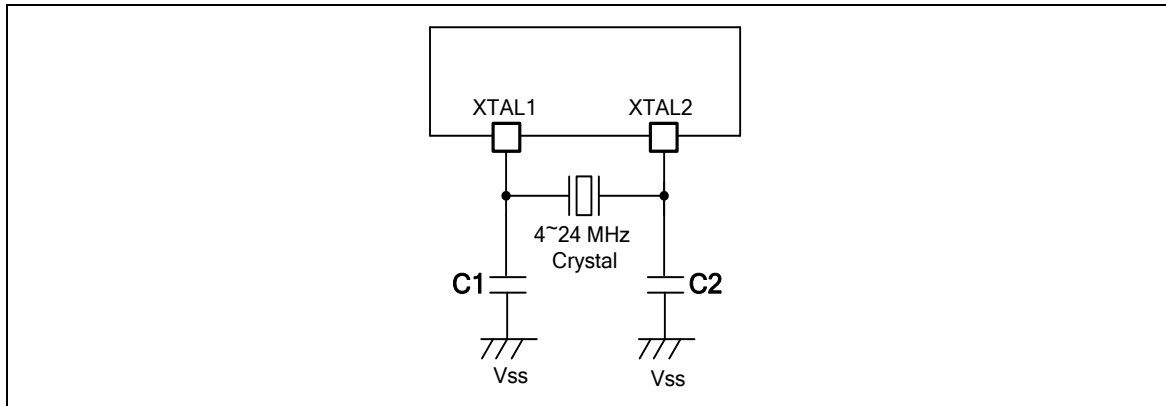 XTAL1 XTAL2
4~24 MHz
Crystal
C1 C2
Vss Vss